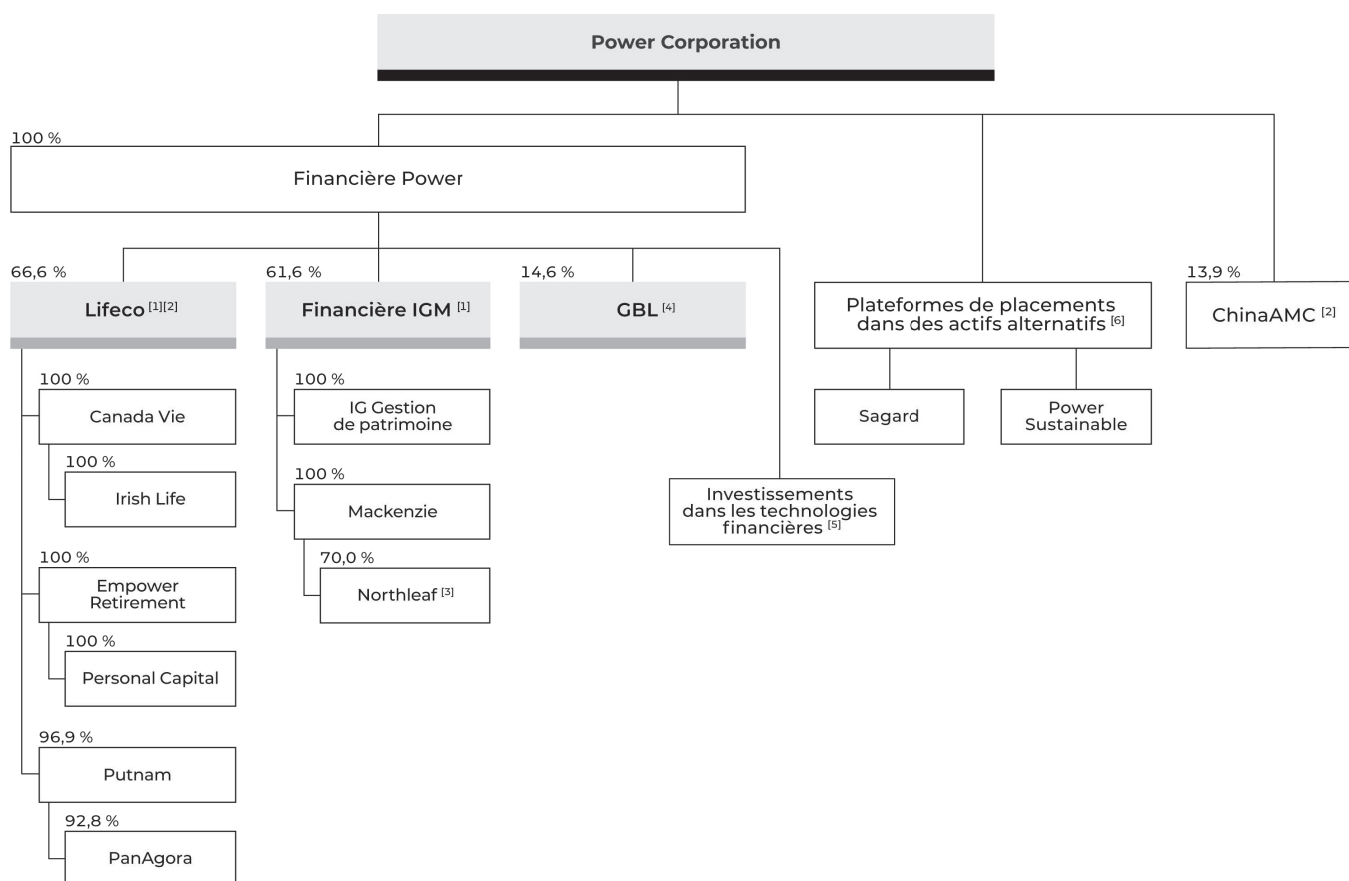 Power Corporation
100 %
Financière Power
66,6 %
Lifeco [1][2]
61,6 %
Financière IGM [1]
14,6 %
GBL [4]
Plateformes de placements
dans des actifs alternatifs [6]
13,9 %
ChinaAMC [2]
100 %
Canada Vie
100 %
Irish Life
100 %
Empower
Retirement
100 %
Personal Capital
96,9 %
Putnam
92,8 %
PanAgora
100 %
IG Gestion
de patrimoine
100 %
Mackenzie
70,0 %
Northleaf [3]
Investissements
dans les technologies
financières [5]
Sagard
Power
Sustainable